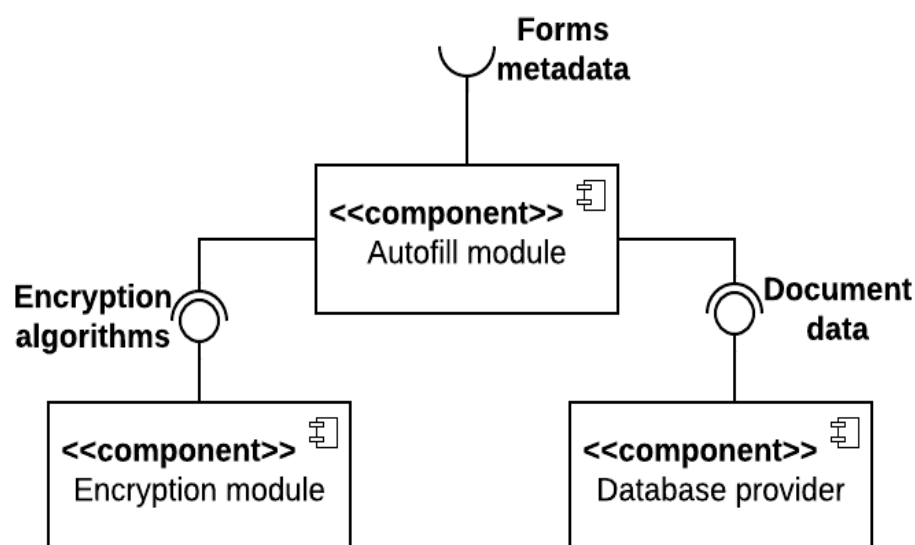 Forms
metadata
<<component>>
Autofill module
Encryption
algorithms
Document
data
<<component>>
Encryption module
<<component>>
Database provider